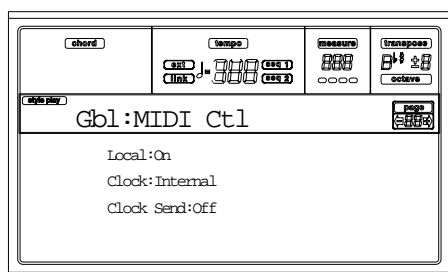 chord
tempo
measure
transpose
ext
link
seq 1
seq 2
octave
style play
page
Gbl:MIDI Ctl
Local:On
Clock:Internal
Clock Send:Off